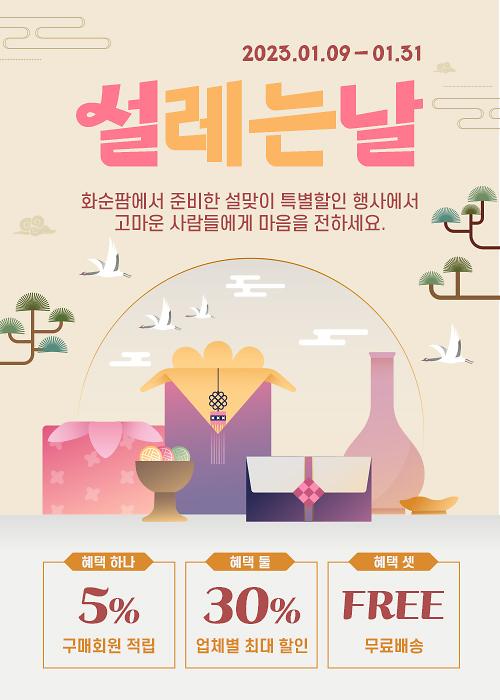 2023.01.09 – 01.31
설레는날
화순팜에서 준비한 설맞이 특별할인 행사에서
고마운 사람들에게 마음을 전하세요.
혜택 하나
5%
구매회원 적립
혜택 둘
30%
업체별 최대 할인
혜택 셋
FREE
무료배송